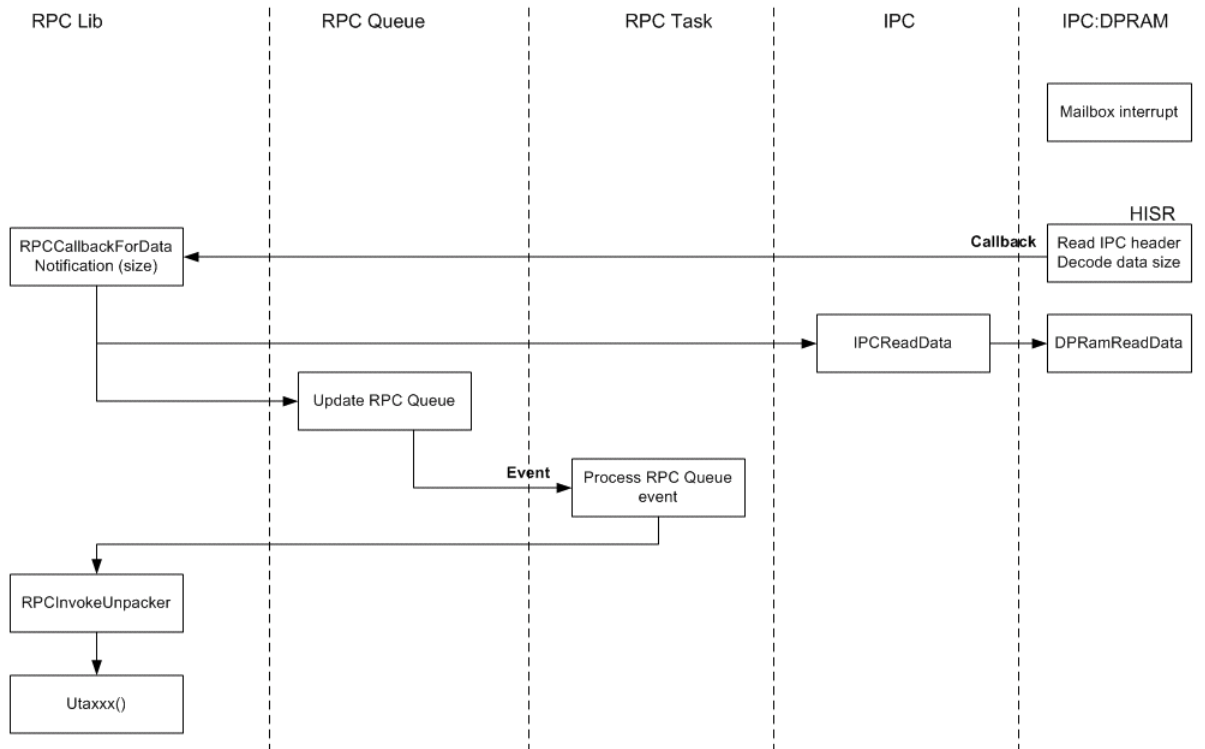 RPC Lib
RPC Queue
RPC Task
IPC
IPC:DPRAM
Mailbox interrupt
HISR
RPCCallbackForData
Notification (size)
Callback
Read IPC header
Decode data size
IPCReadData
DPRamReadData
Update RPC Queue
Event
Process RPC Queue
event
RPCInvokeUnpacker
Utaxxx()